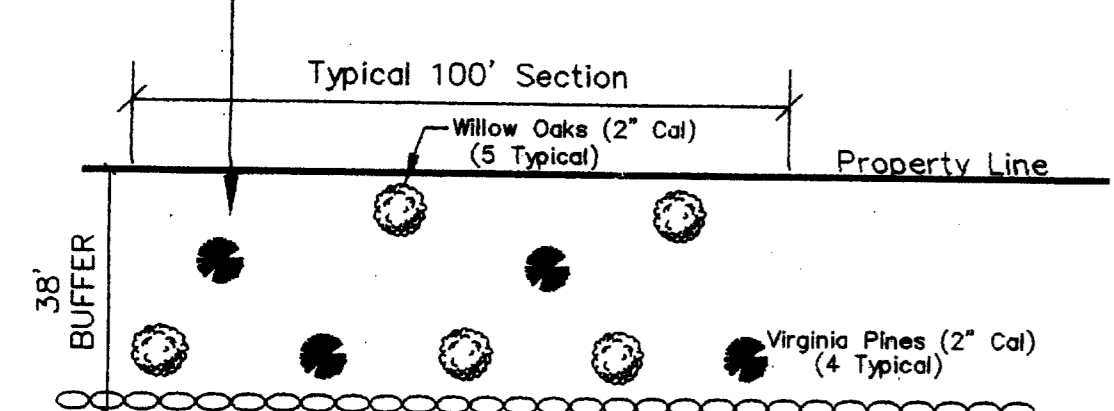 Typical 100' Section
Willow Oaks (2" Cal)
(5 Typical)
Property Line
38'
BUFFER
Virginia Pines (2" Cal)
(4 Typical)